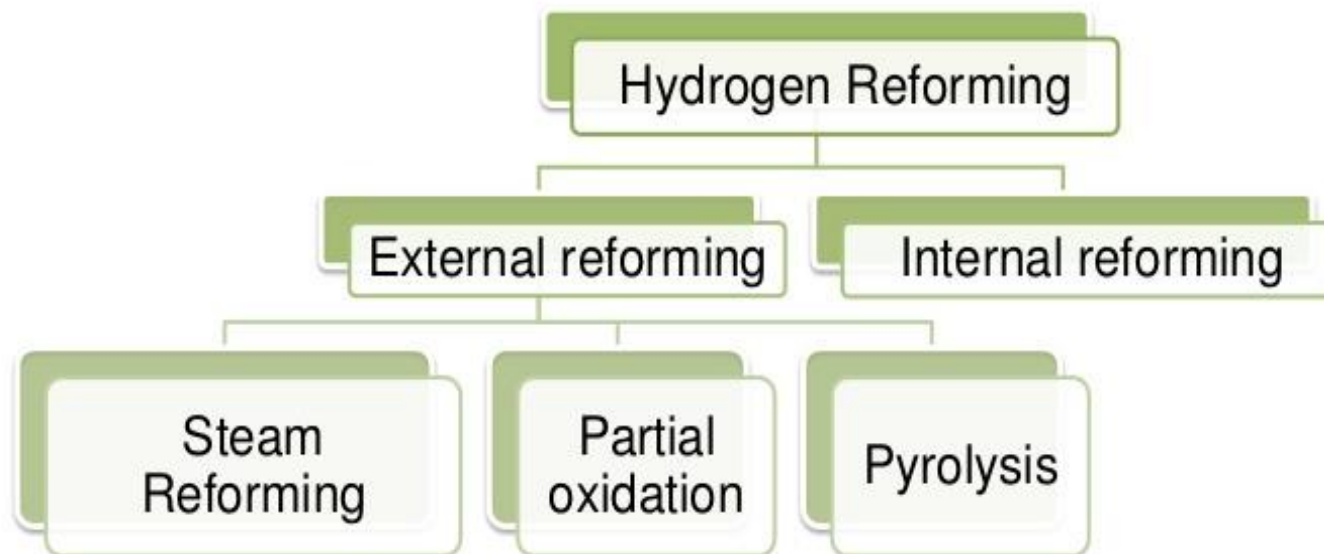 Hydrogen Reforming
External reforming
Internal reforming
Steam
Reforming
Partial
oxidation
Pyrolysis